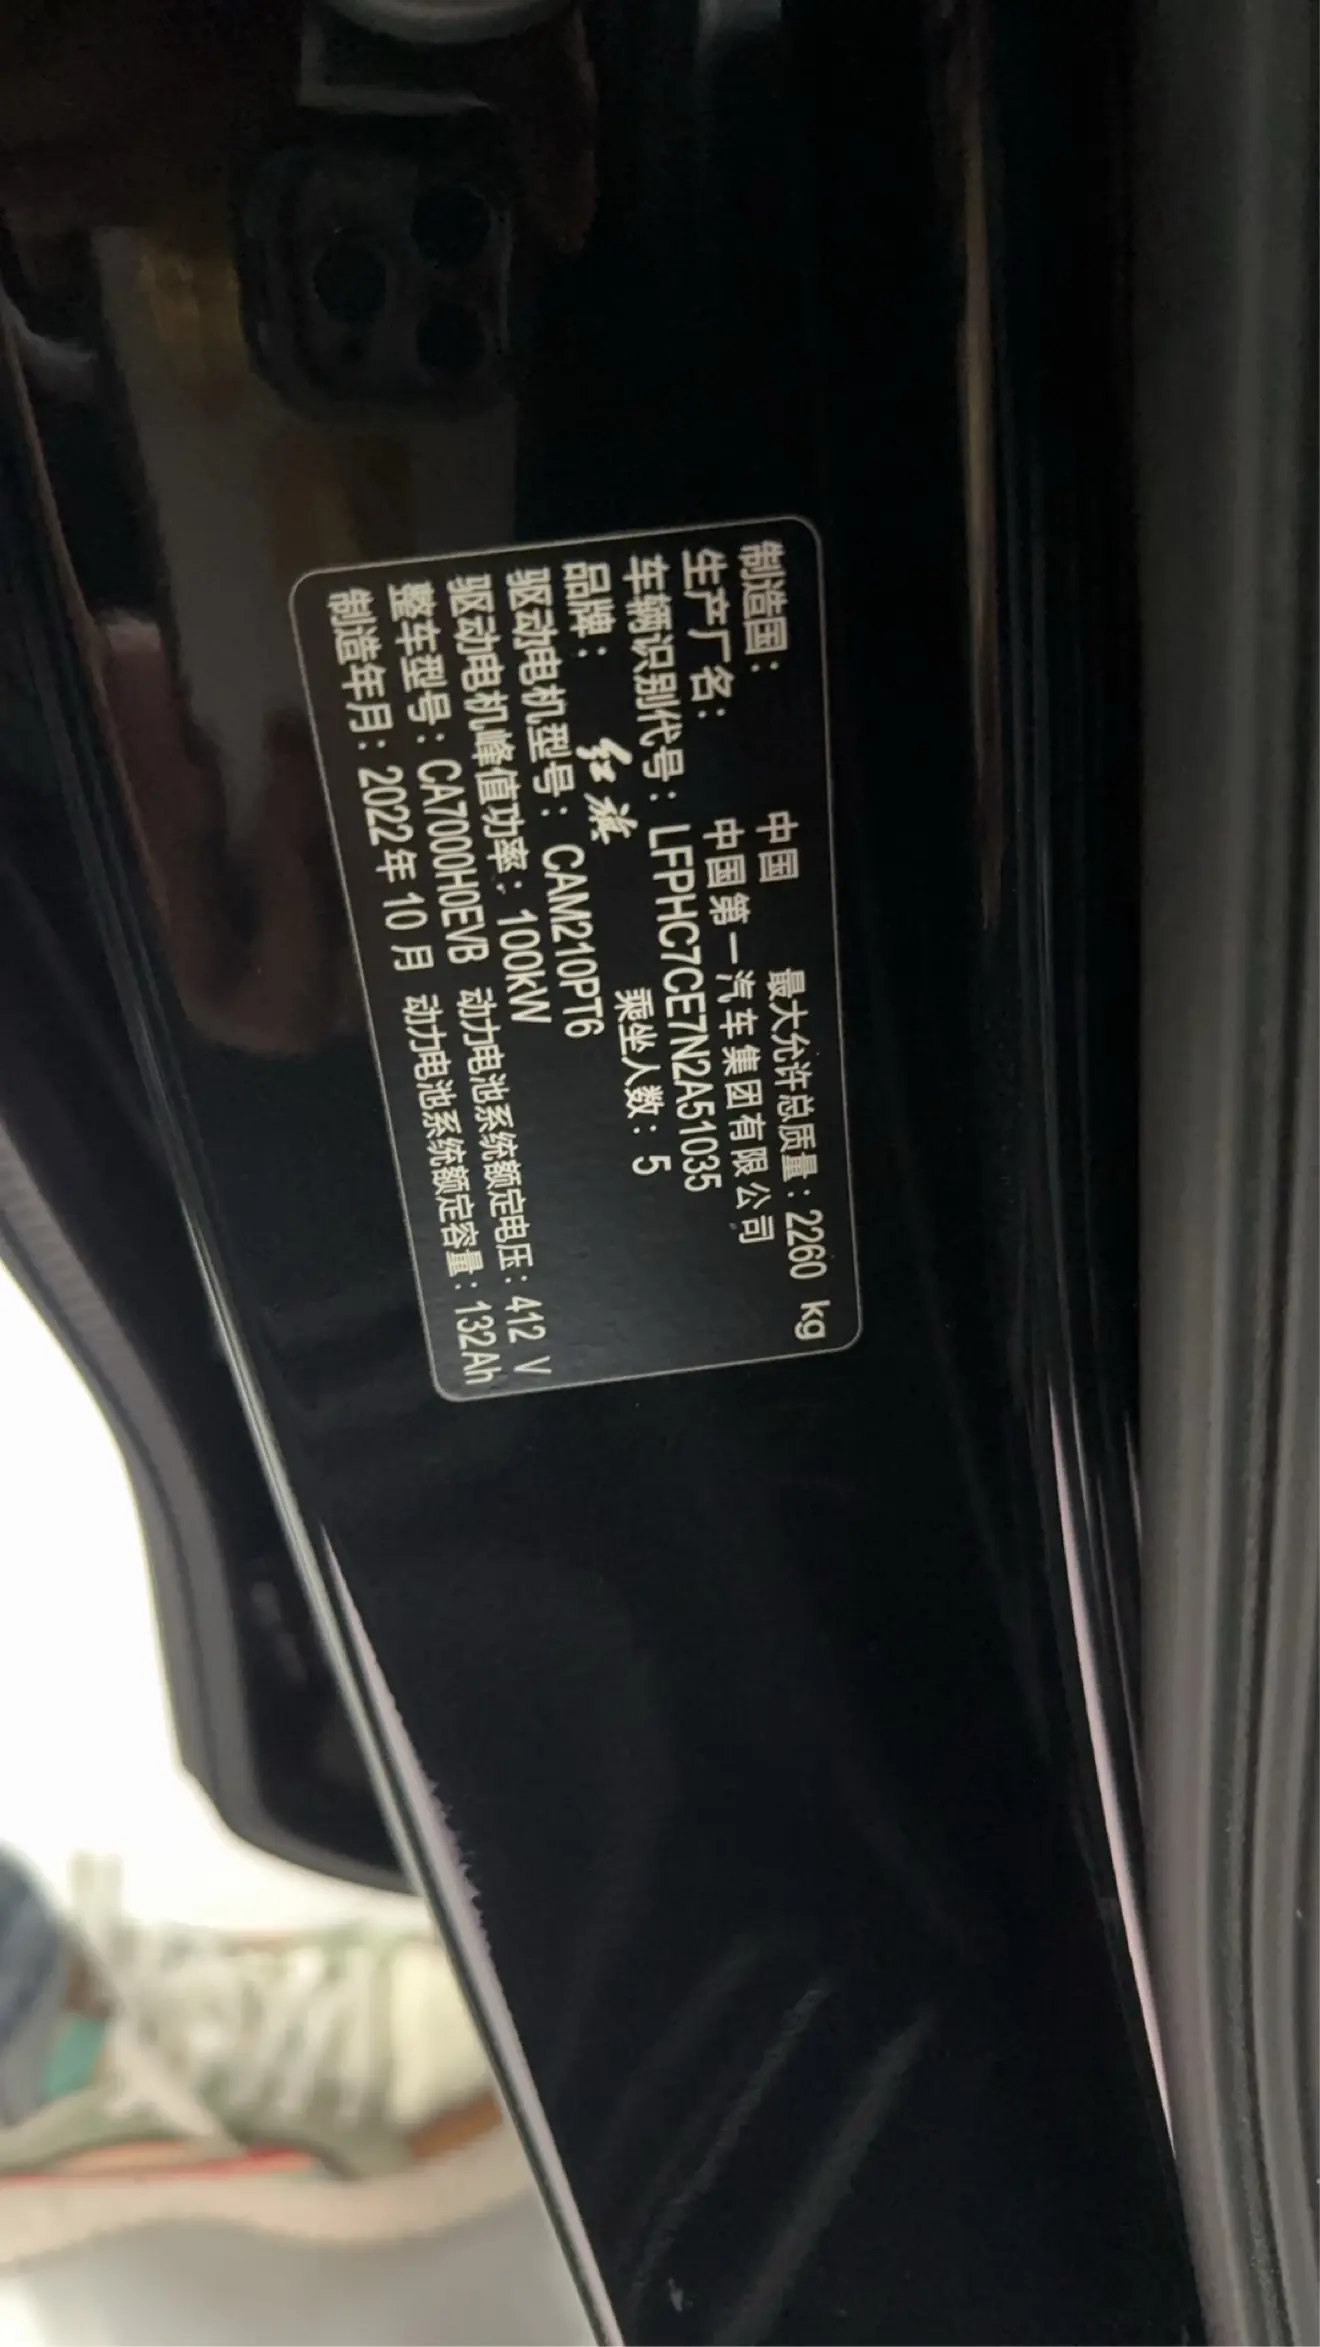 制造国: 中国 最大允许总质量: 2260 kg
生产厂名: 中国第一汽车集团有限公司
车辆识别代号: LFPHC7CE7N2A51035
品牌: 红旗 乘坐人数: 5
驱动电机型号: CAM210PT6
驱动电机峰值功率: 100kW
整车型号: CA7000H0EVB 动力电池系统额定电压: 412 V
制造年月: 2022年10月 动力电池系统额定容量: 132Ah